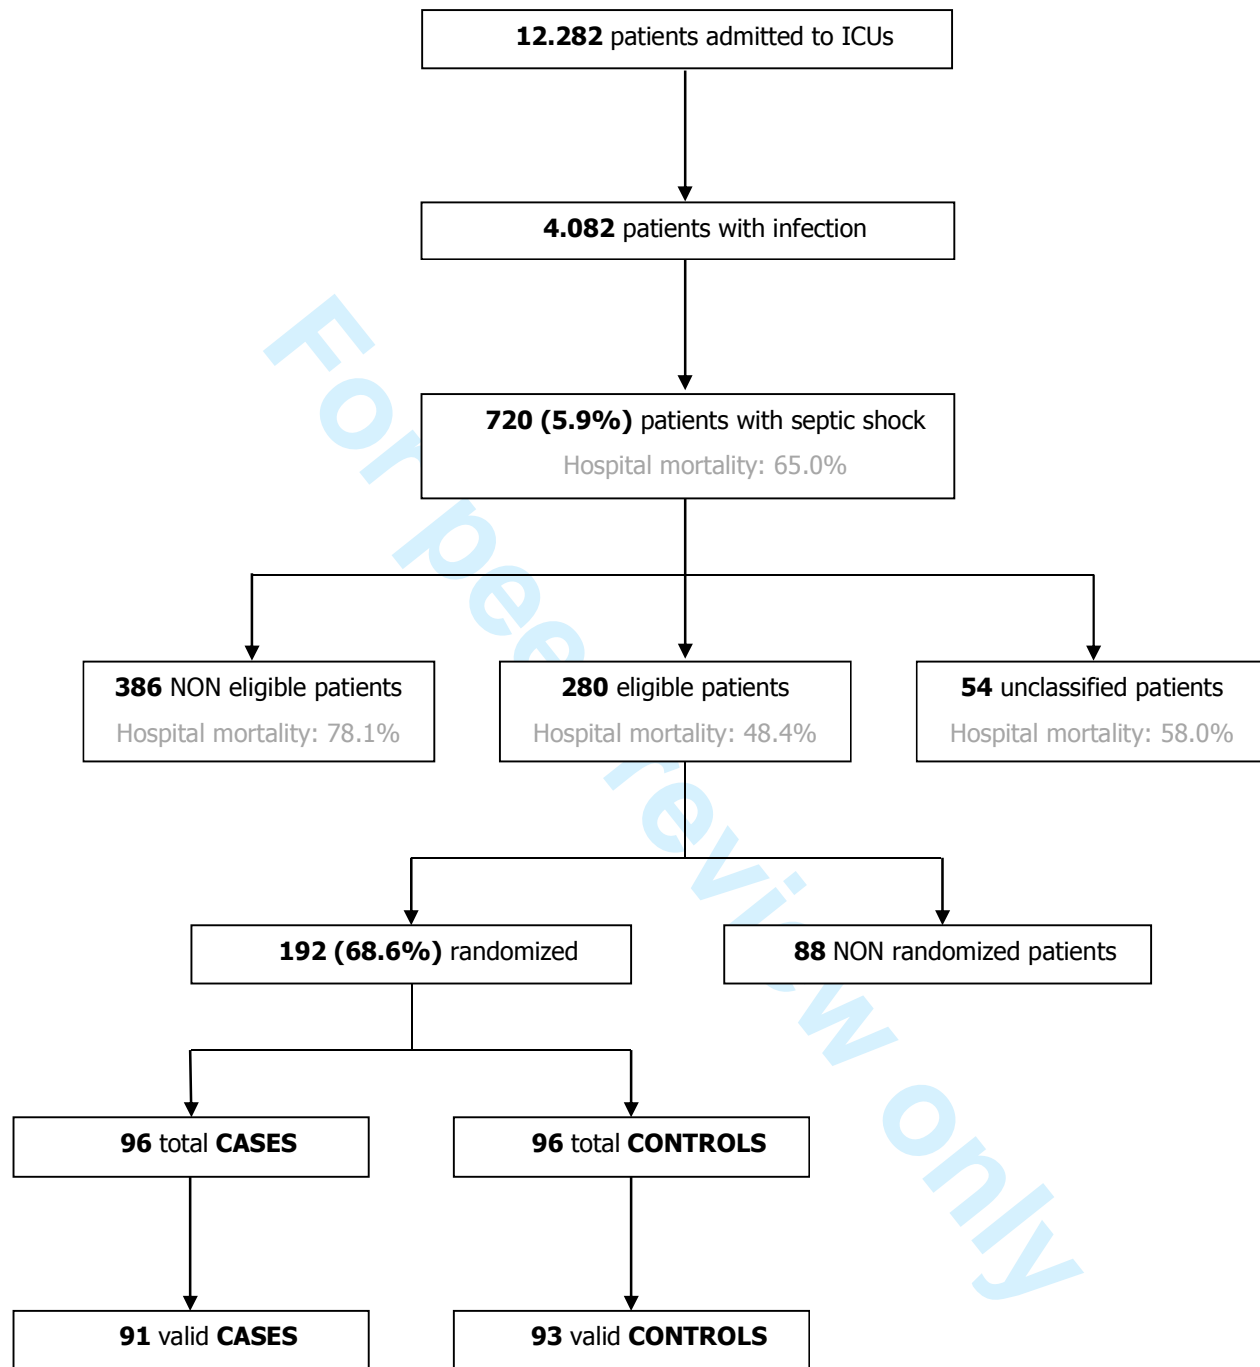 12.282 patients admitted to ICUs
4.082 patients with infection
720 (5.9%) patients with septic shock
Hospital mortality: 65.0%
386 NON eligible patients
Hospital mortality: 78.1%
280 eligible patients
Hospital mortality: 48.4%
54 unclassified patients
Hospital mortality: 58.0%
192 (68.6%) randomized
88 NON randomized patients
96 total CASES
96 total CONTROLS
91 valid CASES
93 valid CONTROLS
For peer review only